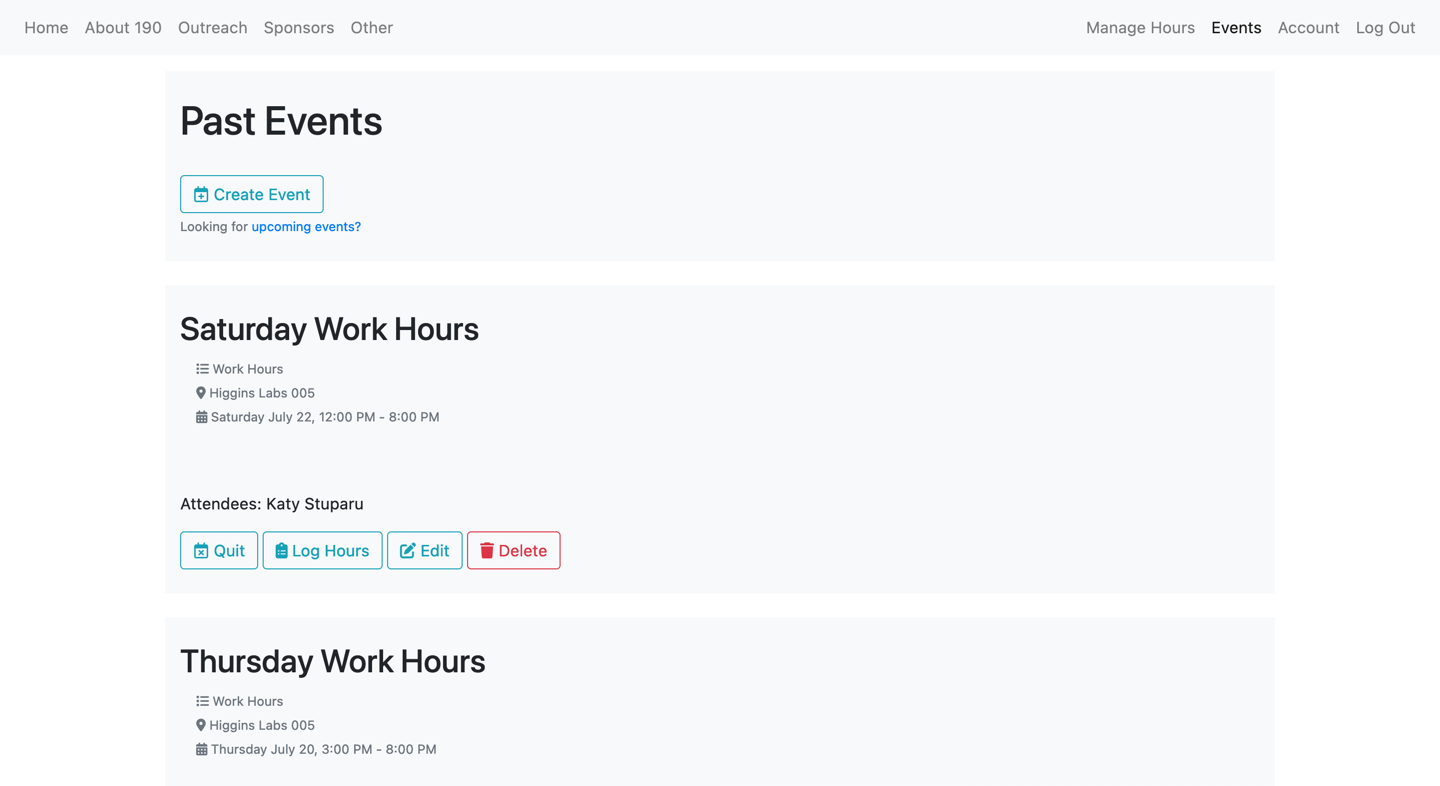 Home About 190 Outreach Sponsors Other Manage Hours Events Account Log Out
Past Events
Create Event
Looking for upcoming events?
Saturday Work Hours
Work Hours
Higgins Labs 005
Saturday July 22, 12:00 PM - 8:00 PM
Attendees: Katy Stuparu
Quit Log Hours Edit Delete
Thursday Work Hours
Work Hours
Higgins Labs 005
Thursday July 20, 3:00 PM - 8:00 PM